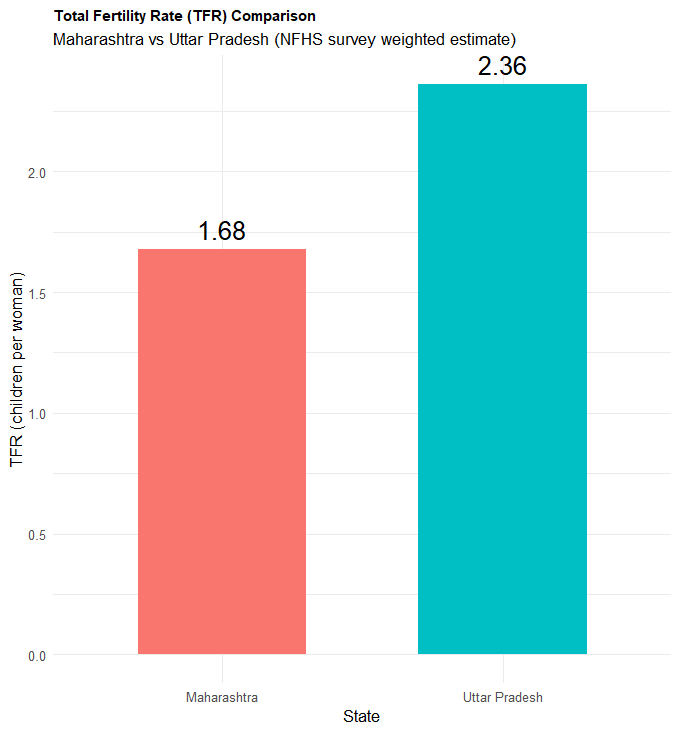 Total Fertility Rate (TFR) Comparison
Maharashtra vs Uttar Pradesh (NFHS survey weighted estimate)
2.36
1.68
2.0
1.5
1.0
0.5
0.0
TFR (children per woman)
Maharashtra
Uttar Pradesh
State